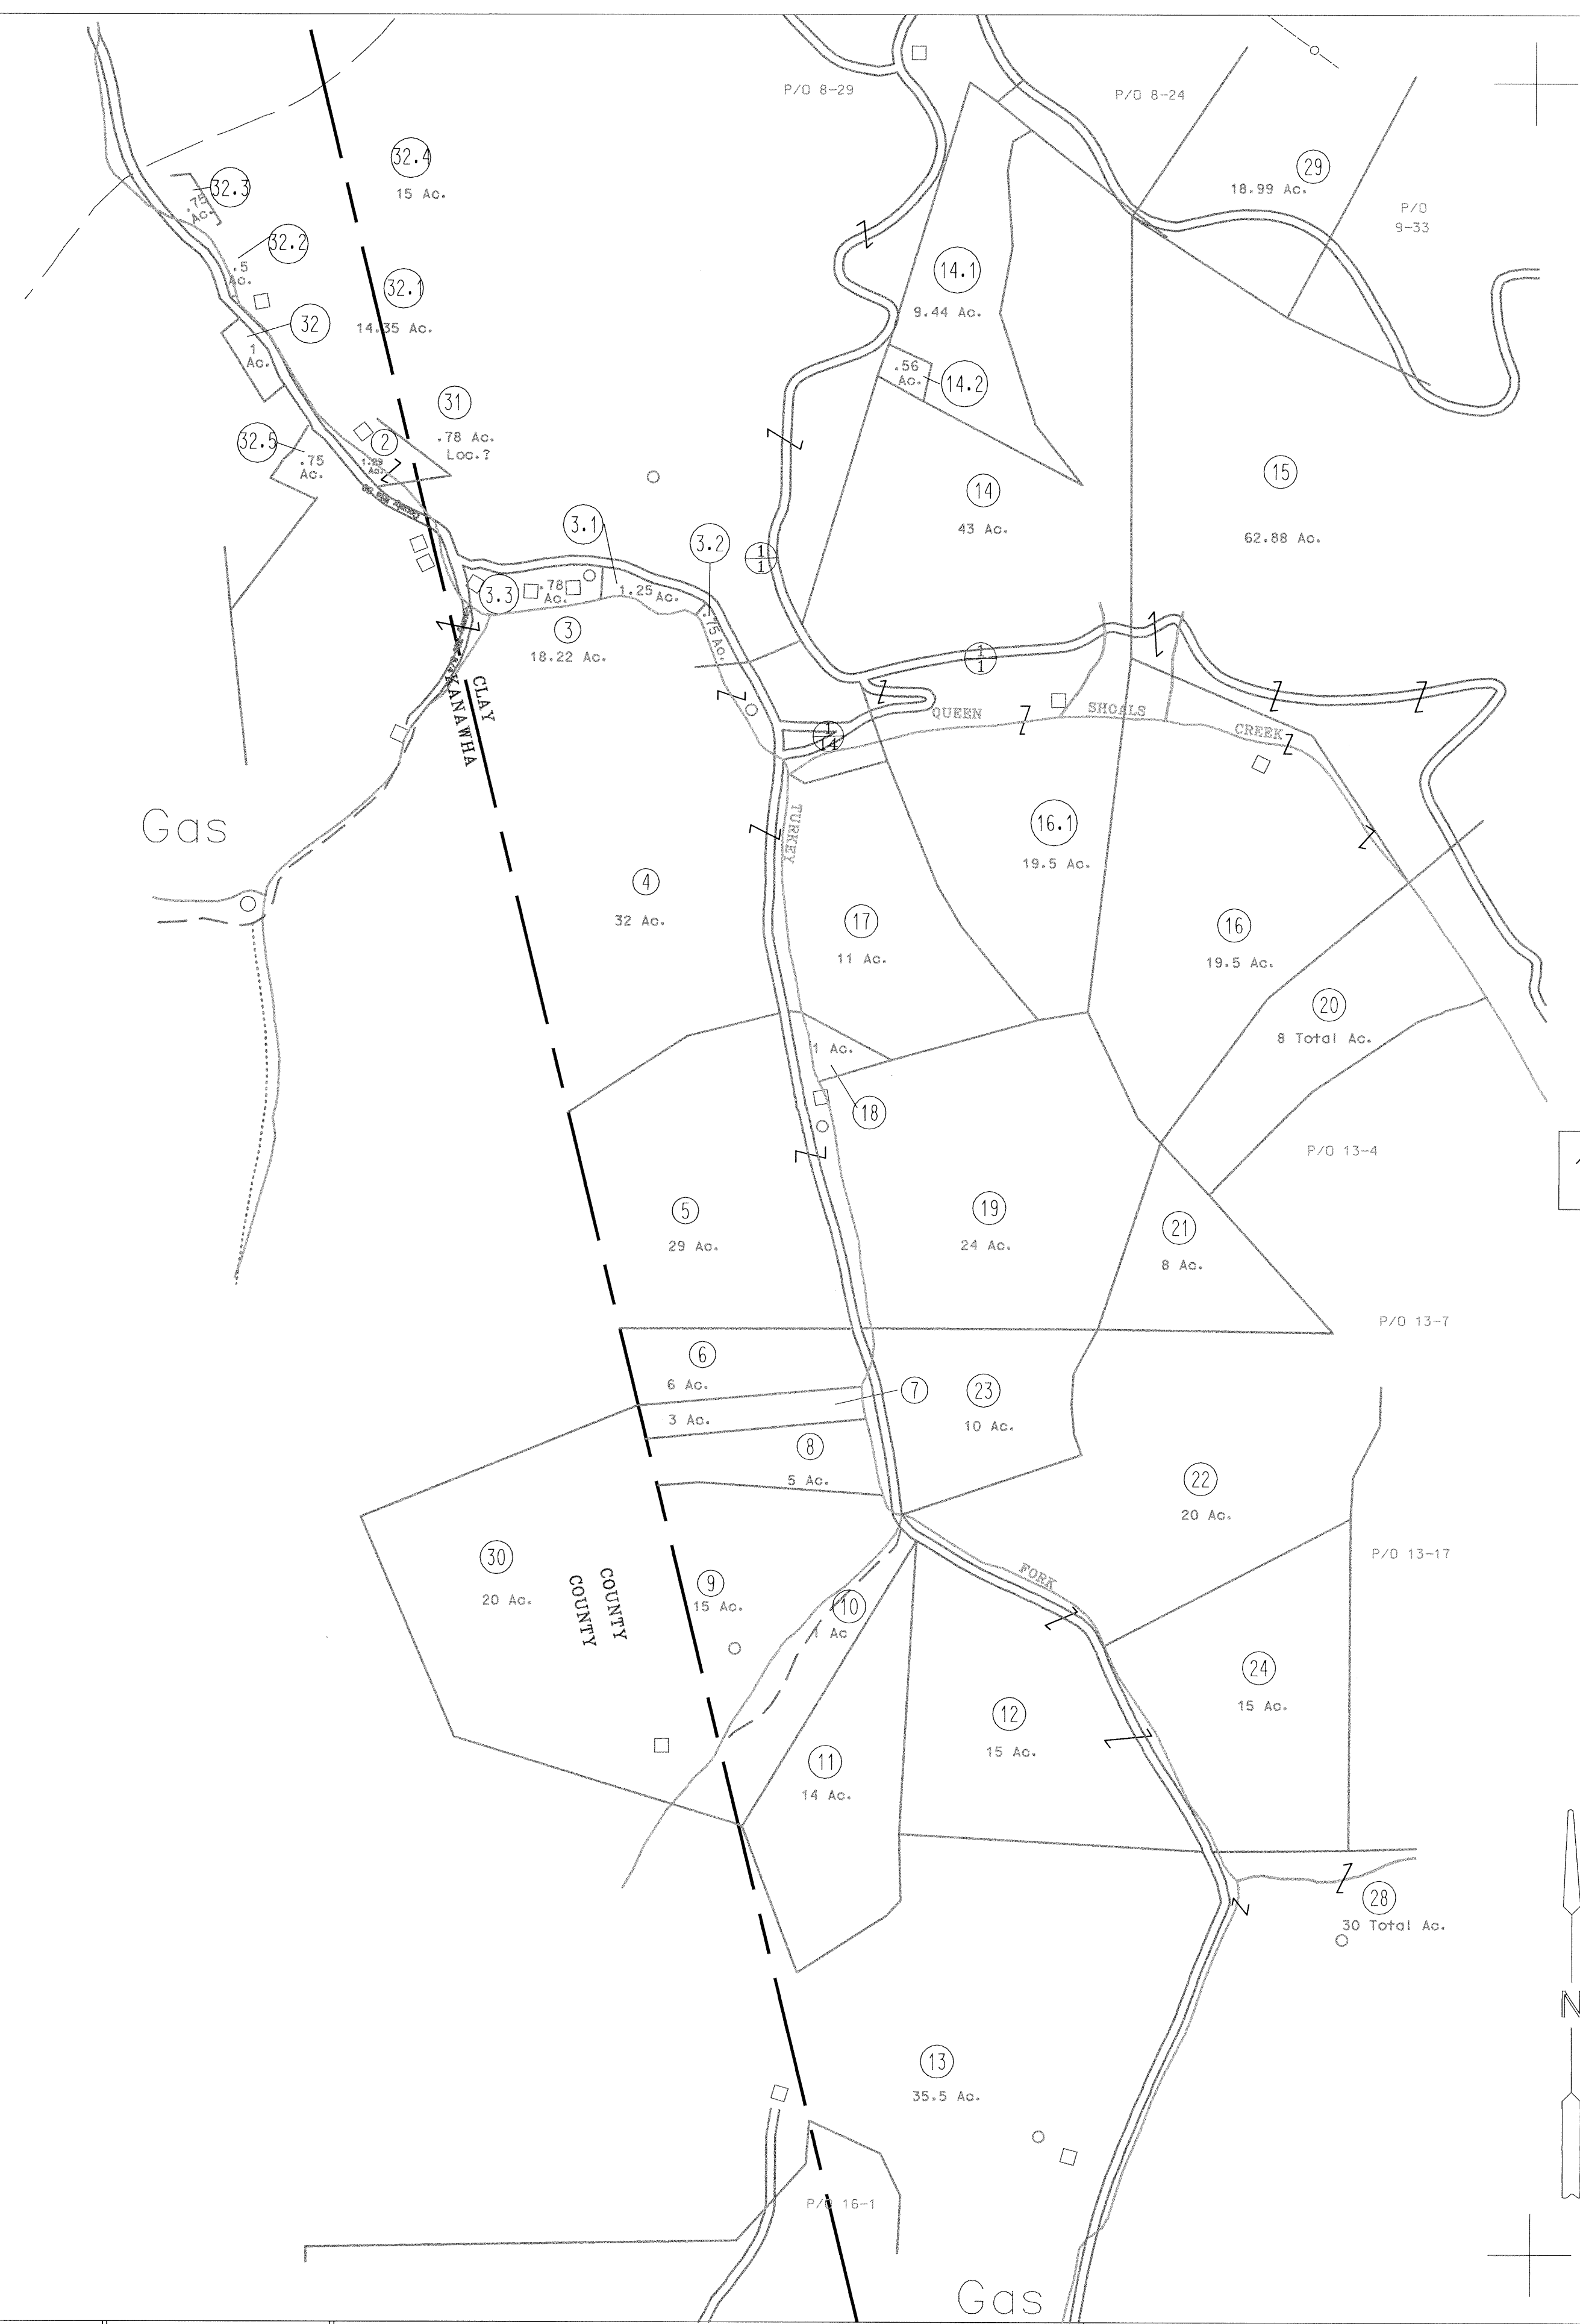 P/O 8-29
P/O 8-24
32.4
15 Ac.
32.3
.75
Ac.
29
18.99 Ac.
P/O
9-33
32.2
.5
Ac.
32.1
14.35 Ac.
14.1
9.44 Ac.
32
1
Ac.
.56
Ac.
14.2
31
.78 Ac.
Loc.?
2
1.29
Ac.
32.5
.75
Ac.
14
43 Ac.
15
62.88 Ac.
3.1
3.2
1
1
3.3
.78
Ac.
1.25 Ac.
.75 Ac.
3
18.22 Ac.
1
1
CLAY
KANAWHA
QUEEN
SHOALS
CREEK
1
14
Gas
TURKEY
16.1
19.5 Ac.
4
32 Ac.
17
11 Ac.
16
19.5 Ac.
20
8 Total Ac.
1 Ac.
18
P/O 13-4
5
29 Ac.
19
24 Ac.
21
8 Ac.
P/O 13-7
6
6 Ac.
7
3 Ac.
23
10 Ac.
8
5 Ac.
22
20 Ac.
30
20 Ac.
COUNTY
COUNTY
9
15 Ac.
10
1 Ac
FORK
P/O 13-17
24
15 Ac.
12
15 Ac.
11
14 Ac.
28
30 Total Ac.
N
13
35.5 Ac.
P/O 16-1
Gas